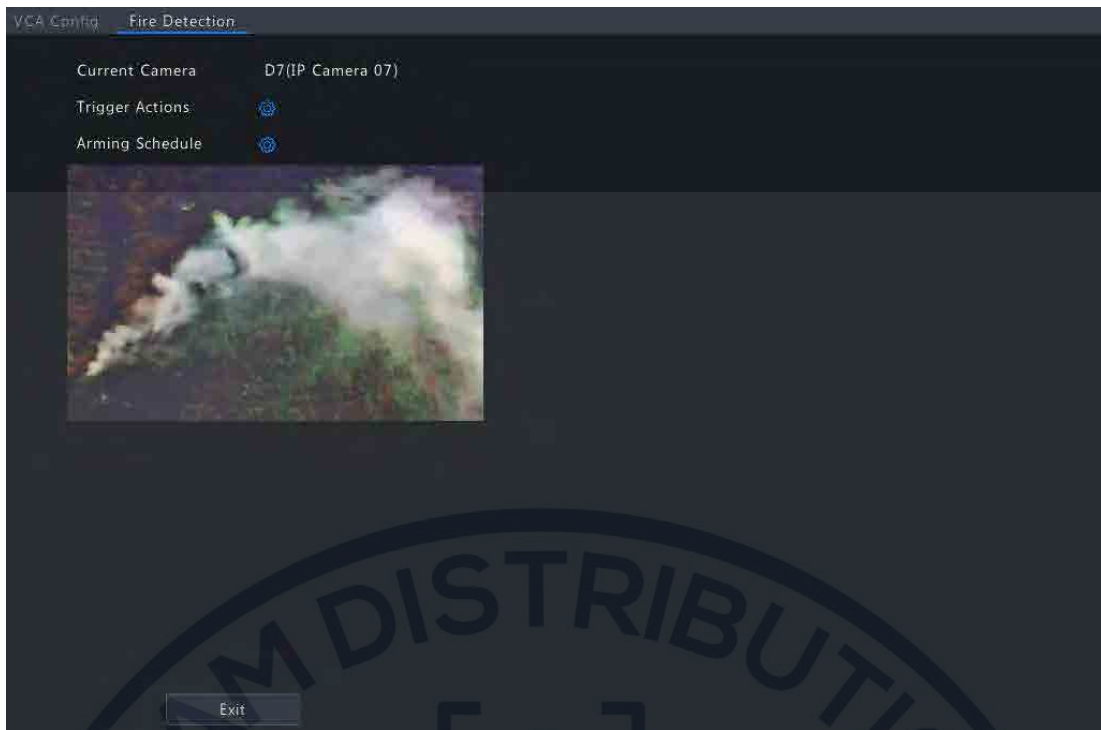 VCA Config Fire Detection
Current Camera D7(IP Camera 07)
Trigger Actions
Arming Schedule
DISTRIBUTI
Exit